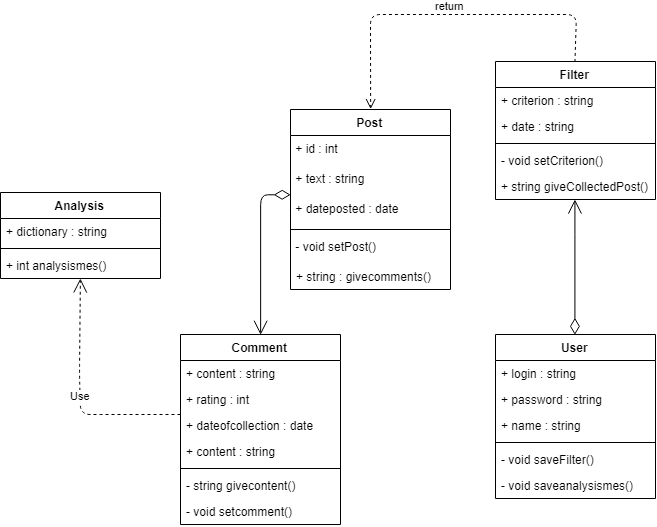 return
Filter
+ criterion : string
+ date : string
- void setCriterion()
+ string giveCollectedPost()
Post
+ id : int
+ text : string
+ dateposted : date
- void setPost()
+ string : givecomments()
Analysis
+ dictionary : string
+ int analysismes()
Use
Comment
+ content : string
+ rating : int
+ dateofcollection : date
+ content : string
- string givecontent()
- void setcomment()
User
+ login : string
+ password : string
+ name : string
- void saveFilter()
- void saveanalysismes()